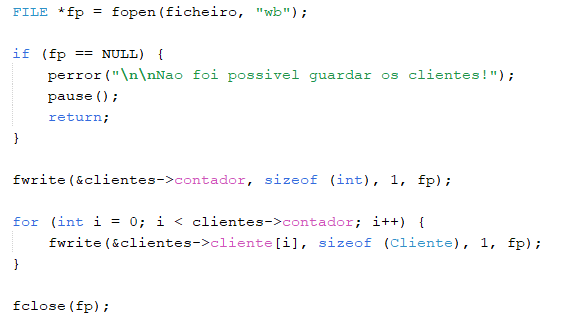 FILE *fp = fopen(ficheiro, "wb");
if (fp == NULL) {
perror("\n\nNao foi possivel guardar os clientes!");
pause();
return;
}
fwrite(&clientes->contador, sizeof (int), 1, fp);
for (int i = 0; i < clientes->contador; i++) {
fwrite(&clientes->cliente[i], sizeof (Cliente), 1, fp);
}
fclose(fp);